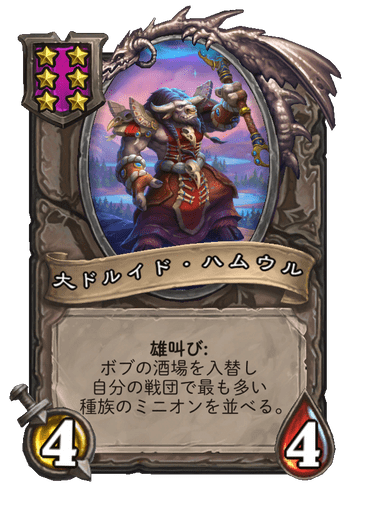 大ドルイド・ハムウル
雄叫び:
ボブの酒場を入替し
自分の戦団で最も多い
種族のミニオンを並べる。
4
4